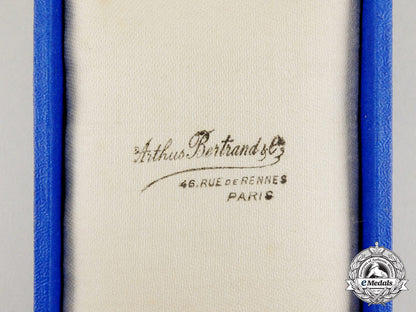 Arthus Bertrand & Cie
46, RUE DE RENNES
PARIS
eMedals